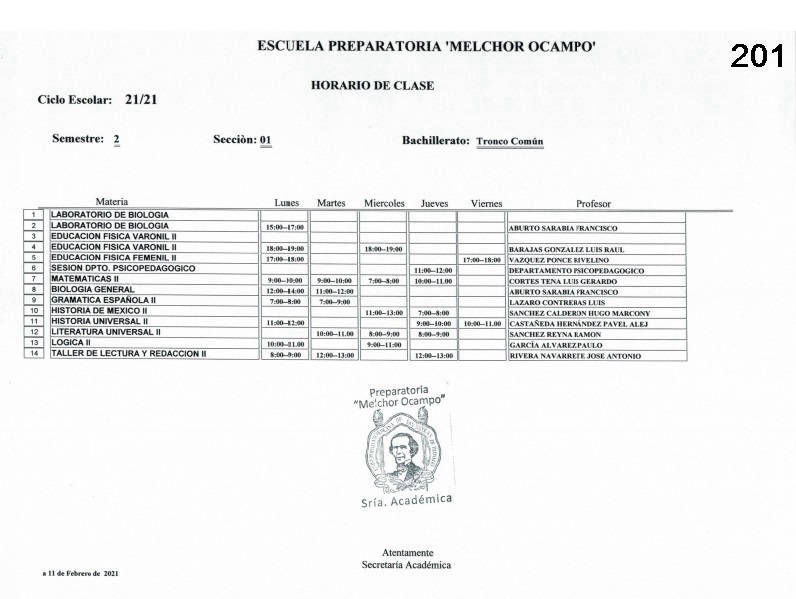 ESCUELA PREPARATORIA 'MELCHOR OCAMPO'
201
HORARIO DE CLASE
Ciclo Escolar: 21/21
Semestre: 2 Secciòn: 01 Bachillerato: Tronco Común
Materia Lunes Martes Miercoles Jueves Viernes Profesor
1 LABORATORIO DE BIOLOGIA
2 LABORATORIO DE BIOLOGIA 15:00--17:00 ABURTO SARABIA FRANCISCO
3 EDUCACION FISICA VARONIL II
4 EDUCACION FISICA VARONIL II 18:00--19:00 18:00--19:00 BARAJAS GONZALEZ LUIS RAUL
5 EDUCACION FISICA FEMENIL II 17:00--18:00 17:00--18:00 VAZQUEZ PONCE RIVELINO
6 SESION DPTO. PSICOPEDAGOGICO 11:00--12:00 DEPARTAMENTO PSICOPEDAGOGICO
7 MATEMATICAS II 9:00--10:00 9:00--10:00 7:00--8:00 10:00--11.00 CORTES TENA LUIS GERARDO
8 BIOLOGIA GENERAL 12:00--14:00 11:00--12:00 ABURTO SARABIA FRANCISCO
9 GRAMATICA ESPAÑOLA II 7:00--8:00 7:00--9:00 LAZARO CONTRERAS LUIS
10 HISTORIA DE MEXICO II 11:00--13:00 7:00--8:00 SANCHEZ CALDERON HUGO MARCONY
11 HISTORIA UNIVERSAL II 11:00--12:00 9:00--10:00 10:00--11.00 CASTAÑEDA HERNÁNDEZ PAVEL ALEJ
12 LITERATURA UNIVERSAL II 10:00--11.00 8:00--9:00 8:00--9:00 SANCHEZ REYNA RAMON
13 LOGICA II 10:00--11.00 9:00--11:00 GARCÍA ALVAREZPAULO
14 TALLER DE LECTURA Y REDACCION II 8:00--9:00 12:00--13:00 12:00--13:00 RIVERA NAVARRETE JOSE ANTONIO
Preparatoria
"Melchor Ocampo"
Sría. Académica
Atentamente
Secretaría Académica
a 11 de Febrero de 2021